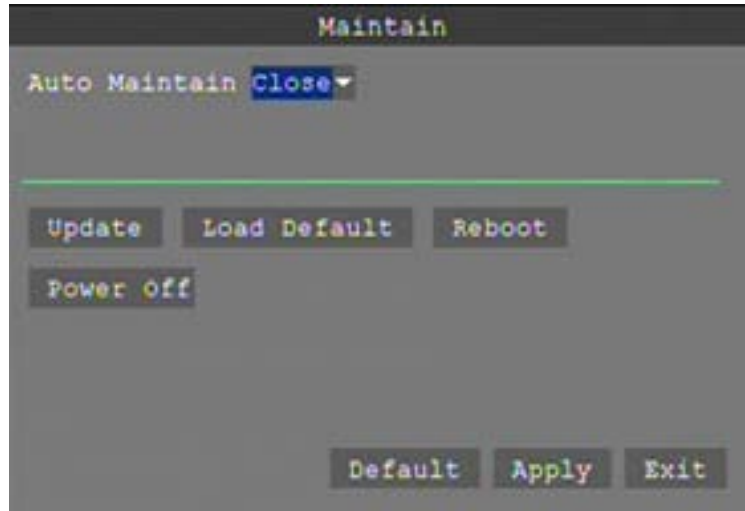 Maintain
Auto Maintain Close
Update Load Default Reboot
Power Off
Default Apply Exit